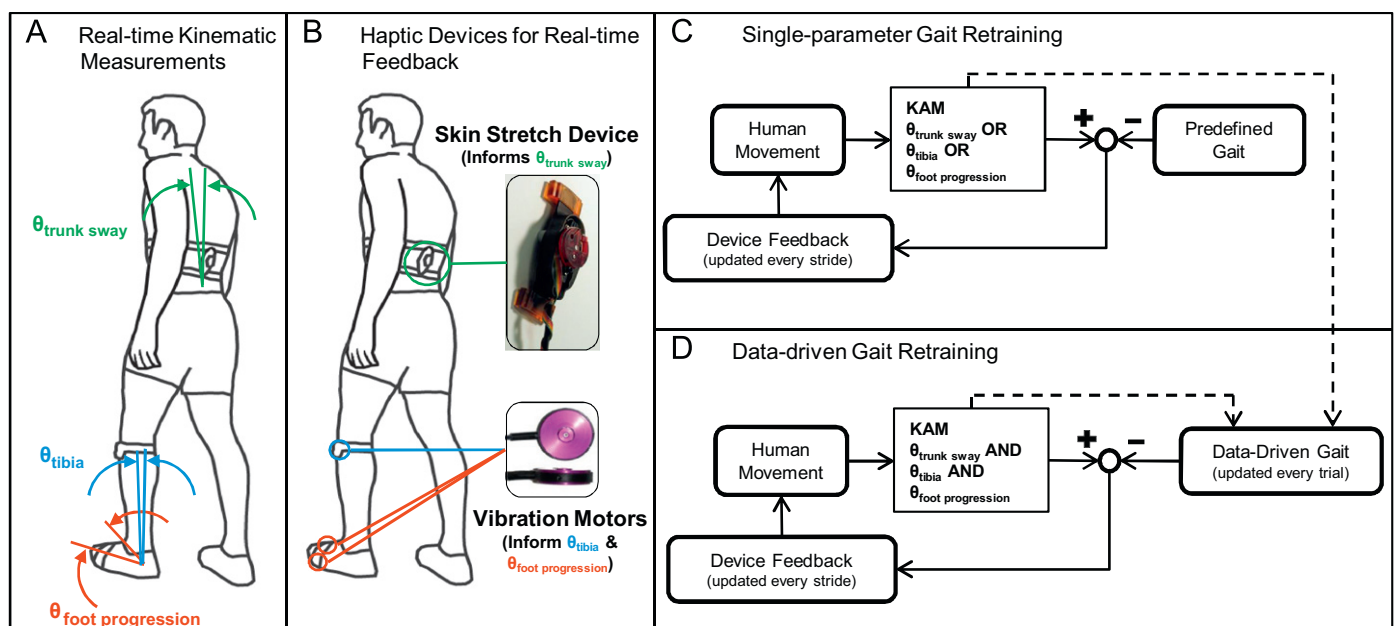 A
Real-time Kinematic
Measurements
θtrunk sway
θtibia
θfoot progression
B
Haptic Devices for Real-time
Feedback
Skin Stretch Device
(Informs θtrunk sway)
Vibration Motors
(Inform θtibia &
θfoot progression)
C
Single-parameter Gait Retraining
Human
Movement
KAM
θtrunk sway OR
θtibia OR
θfoot progression
+
−
Predefined
Gait
Device Feedback
(updated every stride)
D
Data-driven Gait Retraining
Human
Movement
KAM
θtrunk sway AND
θtibia AND
θfoot progression
+
−
Data-Driven Gait
(updated every trial)
Device Feedback
(updated every stride)